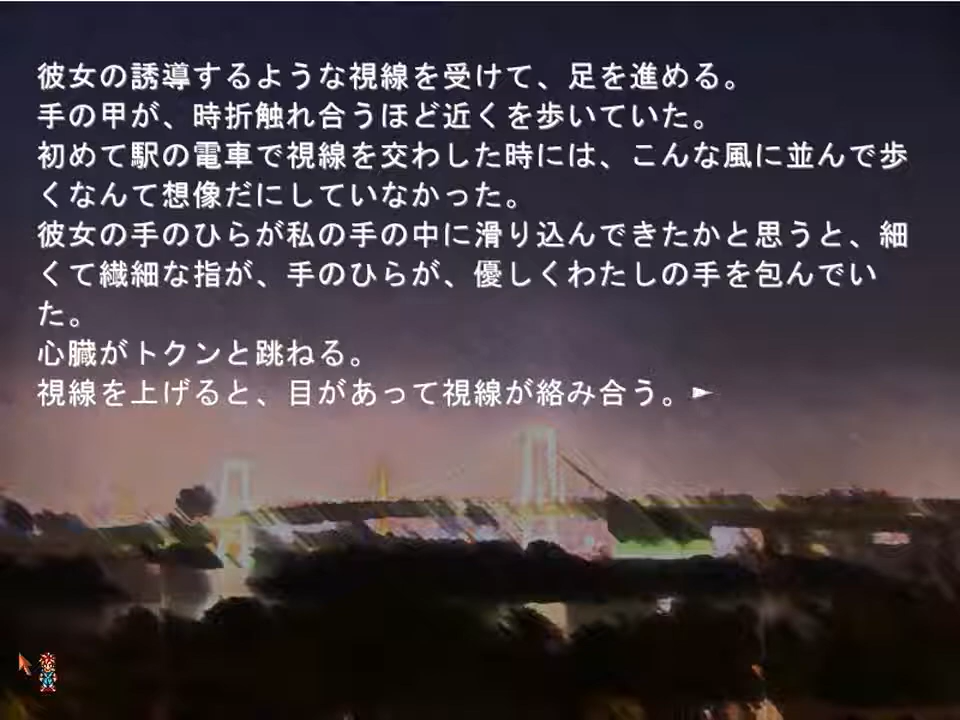 彼女の誘導するような視線を受けて、足を進める。
手の甲が、時折触れ合うほど近くを歩いていた。
初めて駅の電車で視線を交わした時には、こんな風に並んで歩
くなんて想像だにしていなかった。
彼女の手のひらが私の手の中に滑り込んできたかと思うと、細
くて繊細な指が、手のひらが、優しくわたしの手を包んでい
た。
心臓がトクンと跳ねる。
視線を上げると、目があって視線が絡み合う。